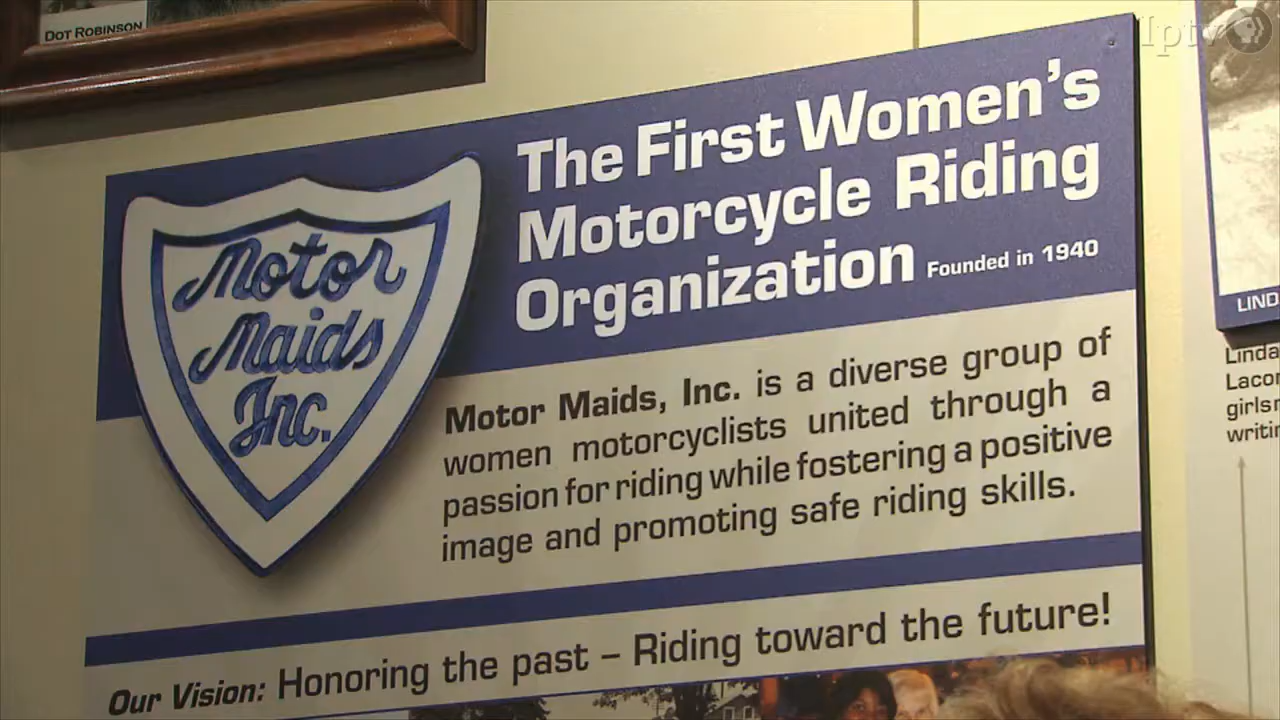 DOT ROBINSON
Iptv
The First Women's
Motorcycle Riding
Organization Founded in 1940
Motor
Maids
Inc.
Motor Maids, Inc. is a diverse group of
women motorcyclists united through a
passion for riding while fostering a positive
image and promoting safe riding skills.
Our Vision: Honoring the past – Riding toward the future!
LIND
Linda
Lacon
girls
writin